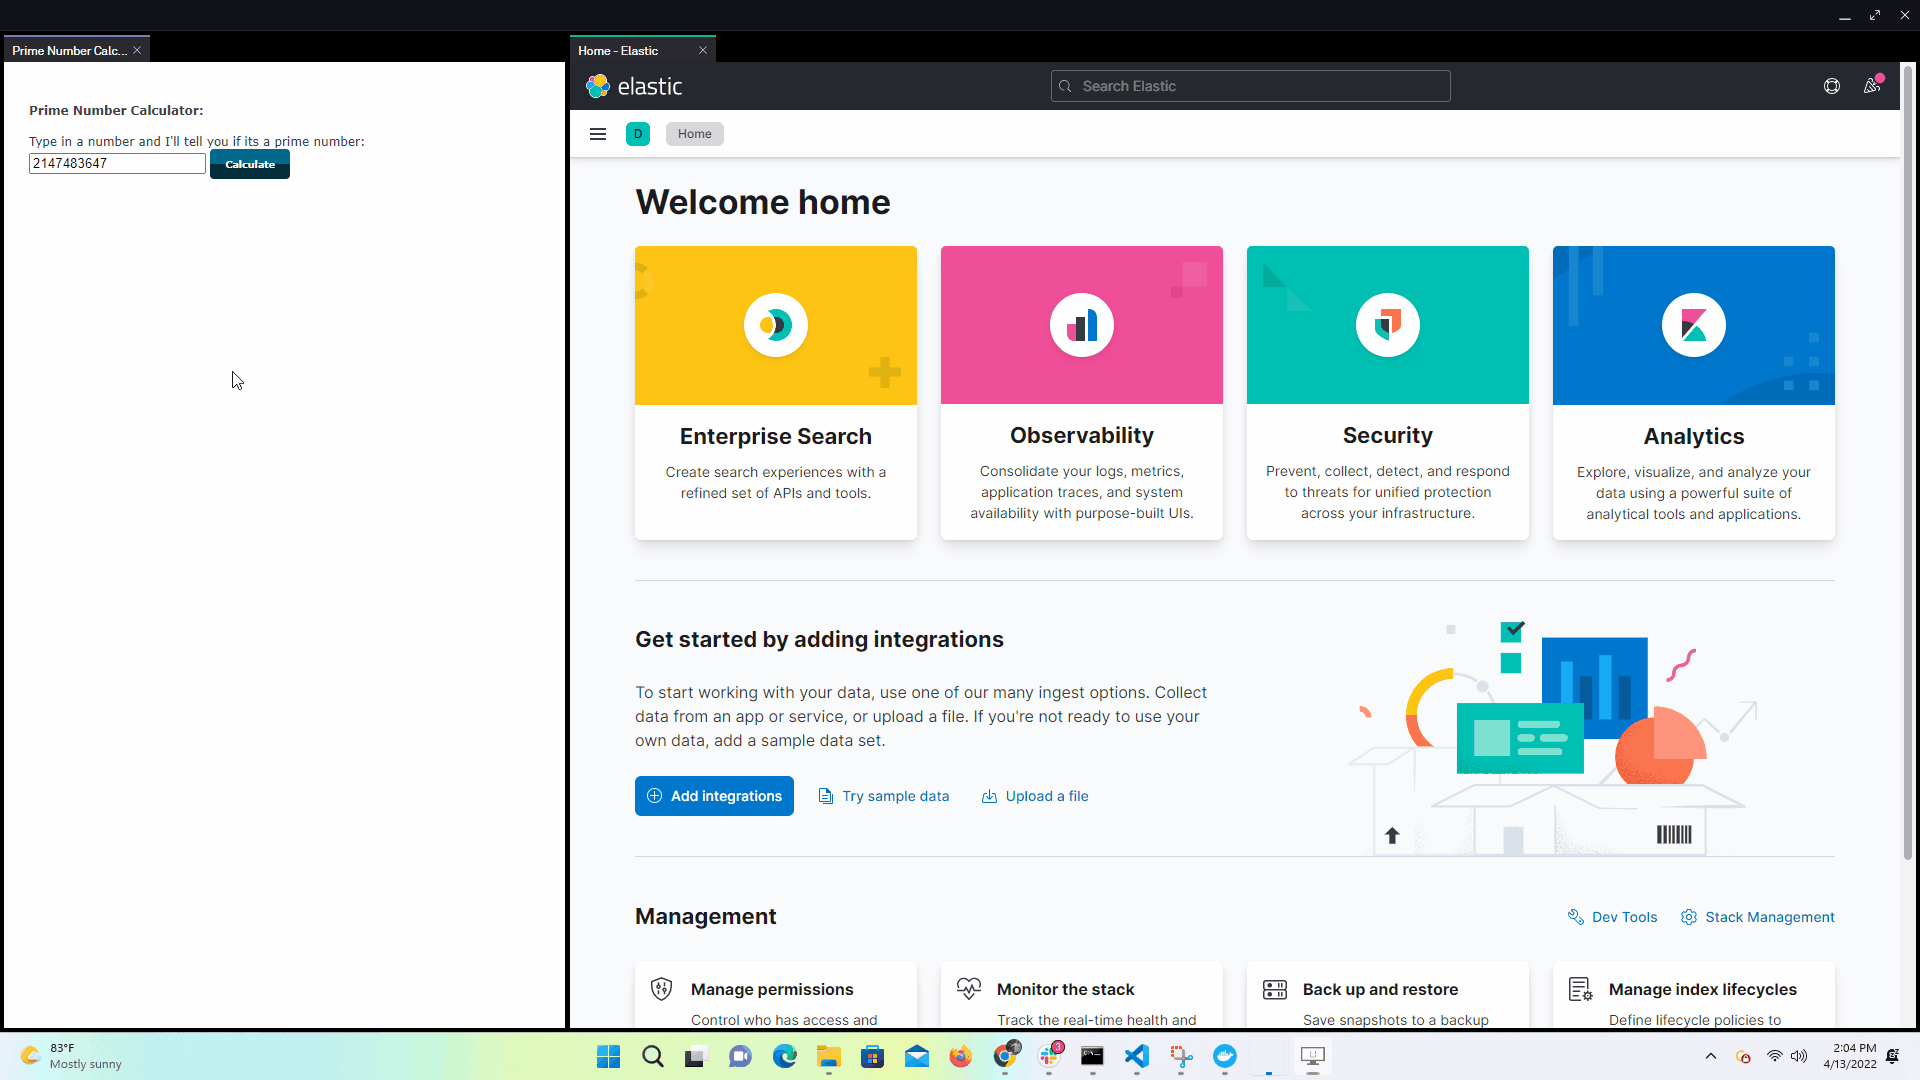 Prime Number Calc...
Home - Elastic
elastic
Search Elastic
D
Home
Prime Number Calculator:
Type in a number and I'll tell you if its a prime number:
2147483647
Calculate
Welcome home
Enterprise Search
Create search experiences with a
refined set of APIs and tools.
Observability
Consolidate your logs, metrics,
application traces, and system
availability with purpose-built UIs.
Security
Prevent, collect, detect, and respond
to threats for unified protection
across your infrastructure.
Analytics
Explore, visualize, and analyze your
data using a powerful suite of
analytical tools and applications.
Get started by adding integrations
To start working with your data, use one of our many ingest options. Collect
data from an app or service, or upload a file. If you're not ready to use your
own data, add a sample data set.
Add integrations
Try sample data
Upload a file
Management
Dev Tools
Stack Management
Manage permissions
Control who has access and
Monitor the stack
Track the real-time health and
Back up and restore
Save snapshots to a backup
Manage index lifecycles
Define lifecycle policies to
83°F
Mostly sunny
3
2:04 PM
4/13/2022